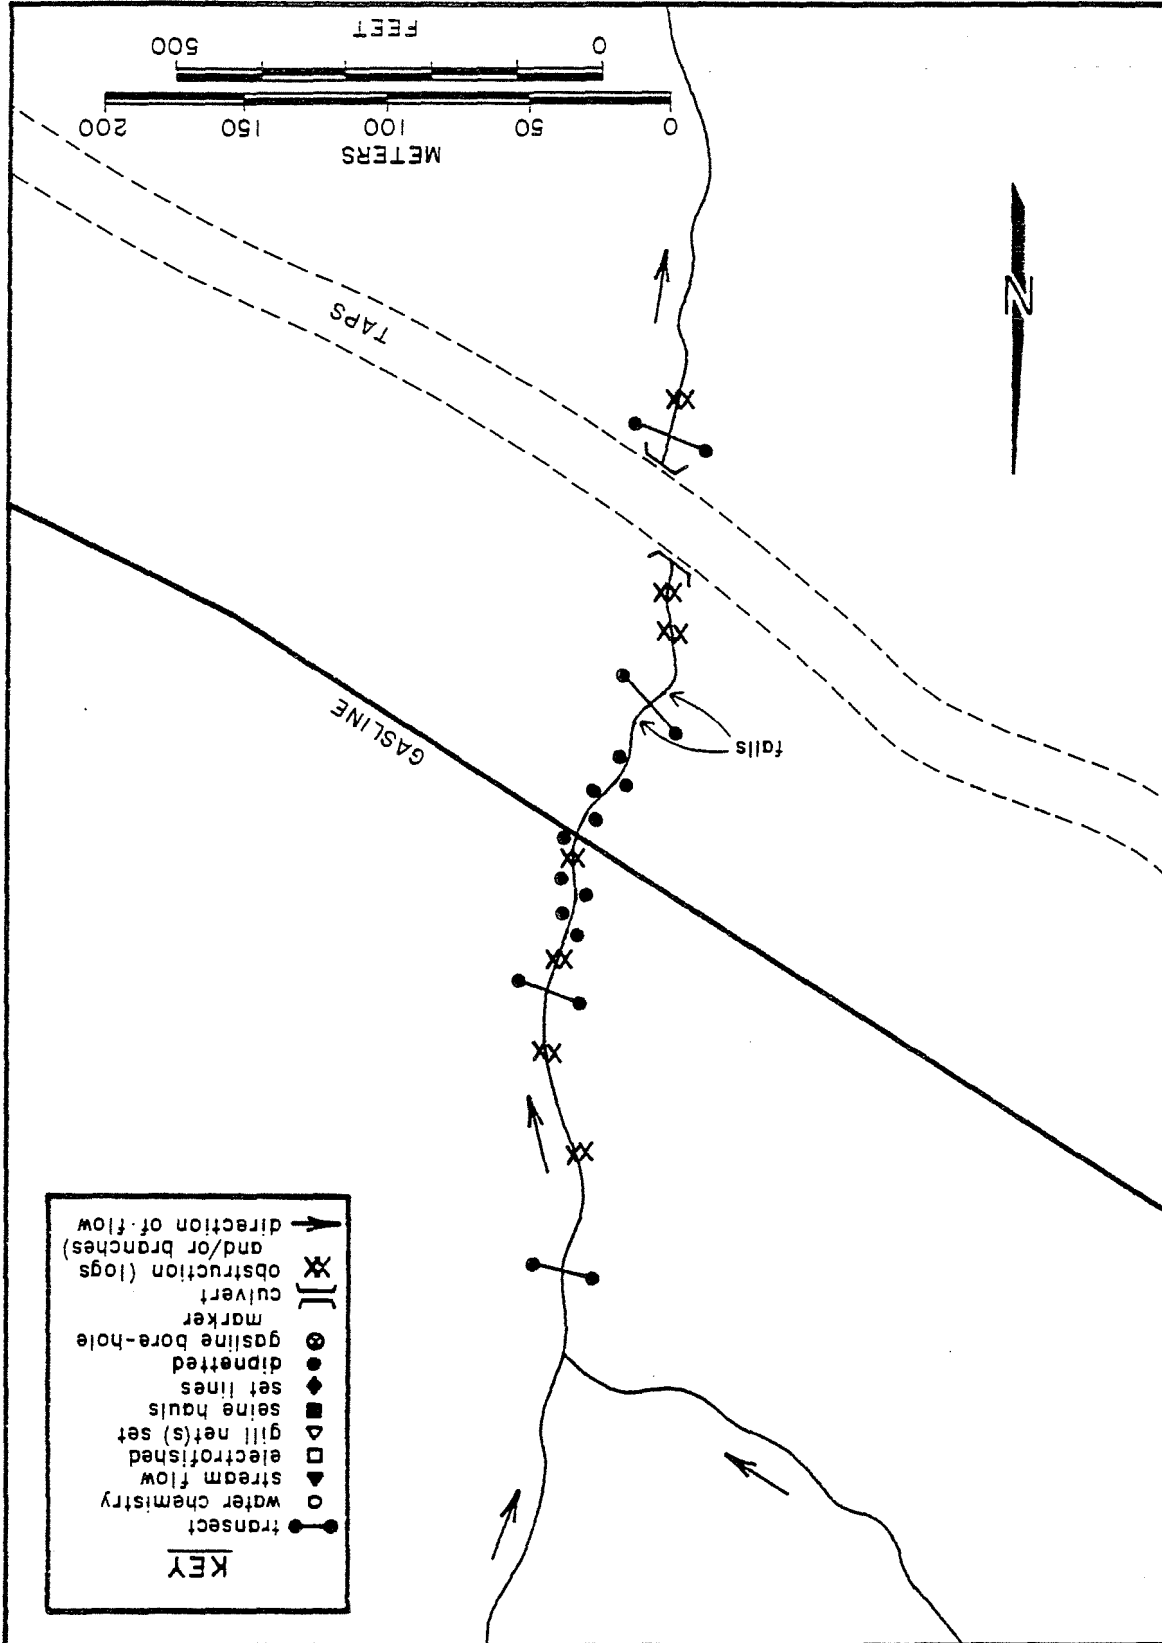 KEY
transect
water chemistry
stream flow
electrofished
gill net(s) set
seine hauls
set lines
dipnetted
gasline bore-hole
marker
culvert
obstruction (logs
and/or branches)
direction of flow
falls
GASLINE
TAPS
N
METERS
0 50 100 150 200
0 500
FEET